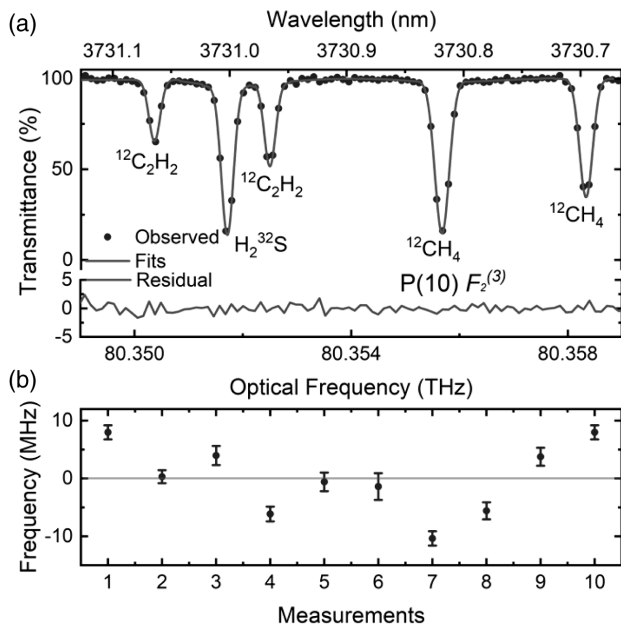 (a)
Wavelength (nm)
3731.1 3731.0 3730.9 3730.8 3730.7
Transmittance (%)
100
50
0
¹²C₂H₂
H₂³²S
¹²C₂H₂
¹²CH₄
¹²CH₄
Observed
Fits
Residual
P(10) F₂⁽³⁾
5
0
-5
80.350 80.354 80.358
Optical Frequency (THz)
(b)
Frequency (MHz)
10
0
-10
1 2 3 4 5 6 7 8 9 10
Measurements